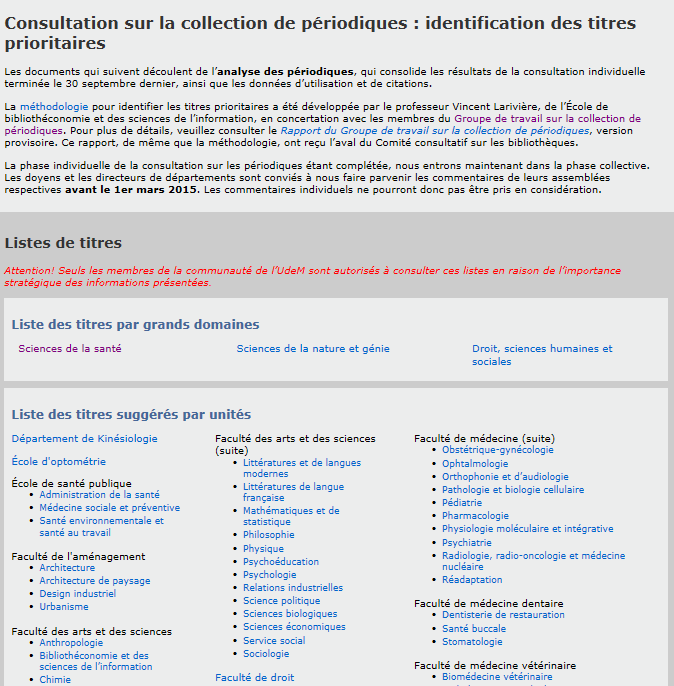 Consultation sur la collection de périodiques : identification des titres
prioritaires
Les documents qui suivent découlent de l'analyse des périodiques, qui consolide les résultats de la consultation individuelle
terminée le 30 septembre dernier, ainsi que les données d'utilisation et de citations.
La méthodologie pour identifier les titres prioritaires a été développée par le professeur Vincent Larivière, de l'École de
bibliothéconomie et des sciences de l'information, en concertation avec les membres du Groupe de travail sur la collection de
périodiques. Pour plus de détails, veuillez consulter le Rapport du Groupe de travail sur la collection de périodiques, version
provisoire. Ce rapport, de même que la méthodologie, ont reçu l'aval du Comité consultatif sur les bibliothèques.
La phase individuelle de la consultation sur les périodiques étant complétée, nous entrons maintenant dans la phase collective.
Les doyens et les directeurs de départements sont conviés à nous faire parvenir les commentaires de leurs assemblées
respectives avant le 1er mars 2015. Les commentaires individuels ne pourront donc pas être pris en considération.
Listes de titres
Attention! Seuls les membres de la communauté de l'UdeM sont autorisés à consulter ces listes en raison de l'importance
stratégique des informations présentées.
Liste des titres par grands domaines
Sciences de la santé
Sciences de la nature et génie
Droit, sciences humaines et
sociales
Liste des titres suggérés par unités
Département de Kinésiologie
École d'optométrie
École de santé publique
• Administration de la santé
• Médecine sociale et préventive
• Santé environnementale et
santé au travail
Faculté de l'aménagement
• Architecture
• Architecture de paysage
• Design industriel
• Urbanisme
Faculté des arts et des sciences
• Anthropologie
• Bibliothéconomie et des
sciences de l'information
• Chimie
Faculté des arts et des sciences
(suite)
• Littératures et de langues
modernes
• Littératures de langue
française
• Mathématiques et de
statistique
• Philosophie
• Physique
• Psychoéducation
• Psychologie
• Relations industrielles
• Science politique
• Sciences biologiques
• Sciences économiques
• Service social
• Sociologie
Faculté de droit
Faculté de médecine (suite)
• Obstétrique-gynécologie
• Ophtalmologie
• Orthophonie et d'audiologie
• Pathologie et biologie cellulaire
• Pédiatrie
• Pharmacologie
• Physiologie moléculaire et intégrative
• Psychiatrie
• Radiologie, radio-oncologie et médecine
nucléaire
• Réadaptation
Faculté de médecine dentaire
• Dentisterie de restauration
• Santé buccale
• Stomatologie
Faculté de médecine vétérinaire
• Biomédecine vétérinaire